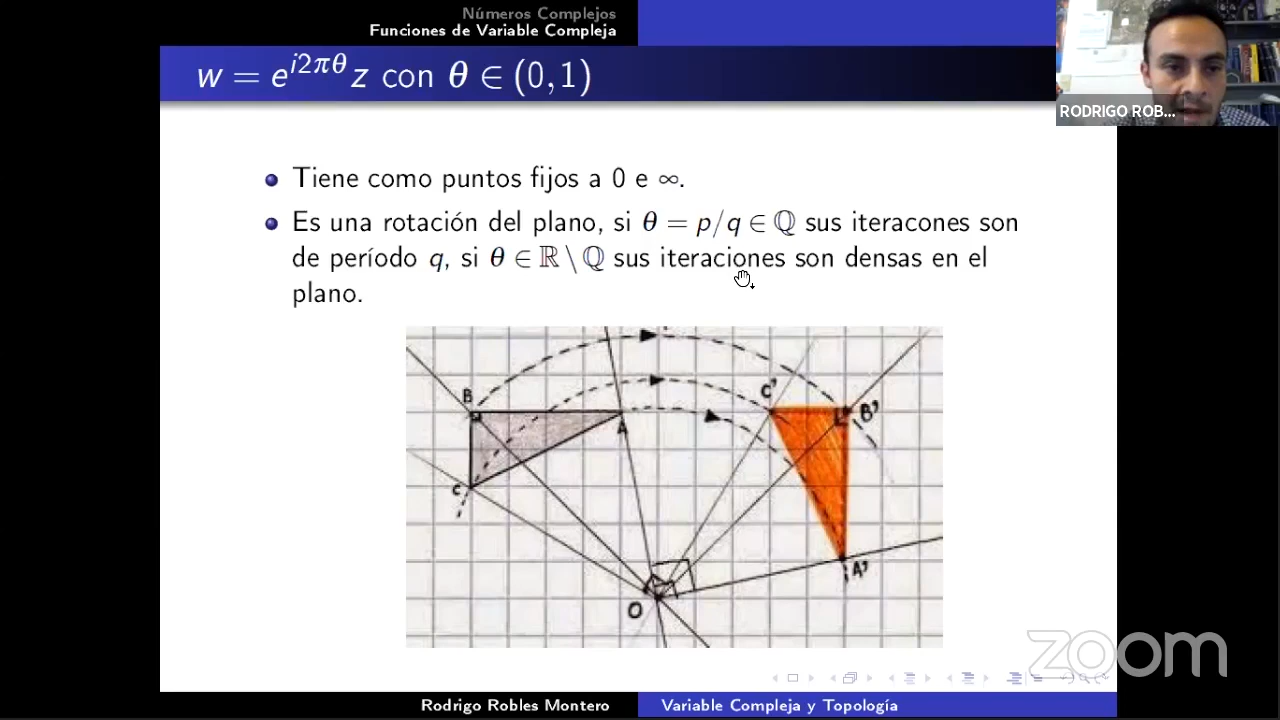 Números Complejos
Funciones de Variable Compleja
w = e^{i2πθ} z con θ ∈ (0, 1)
RODRIGO ROB...
Tiene como puntos fijos a 0 e ∞.
Es una rotación del plano, si θ = p/q ∈ ℚ sus iteracones son
de período q, si θ ∈ ℝ \ ℚ sus iteraciones son densas en el
plano.
B
A
C
C'
B'
A'
O
zoom
Rodrigo Robles Montero
Variable Compleja y Topología